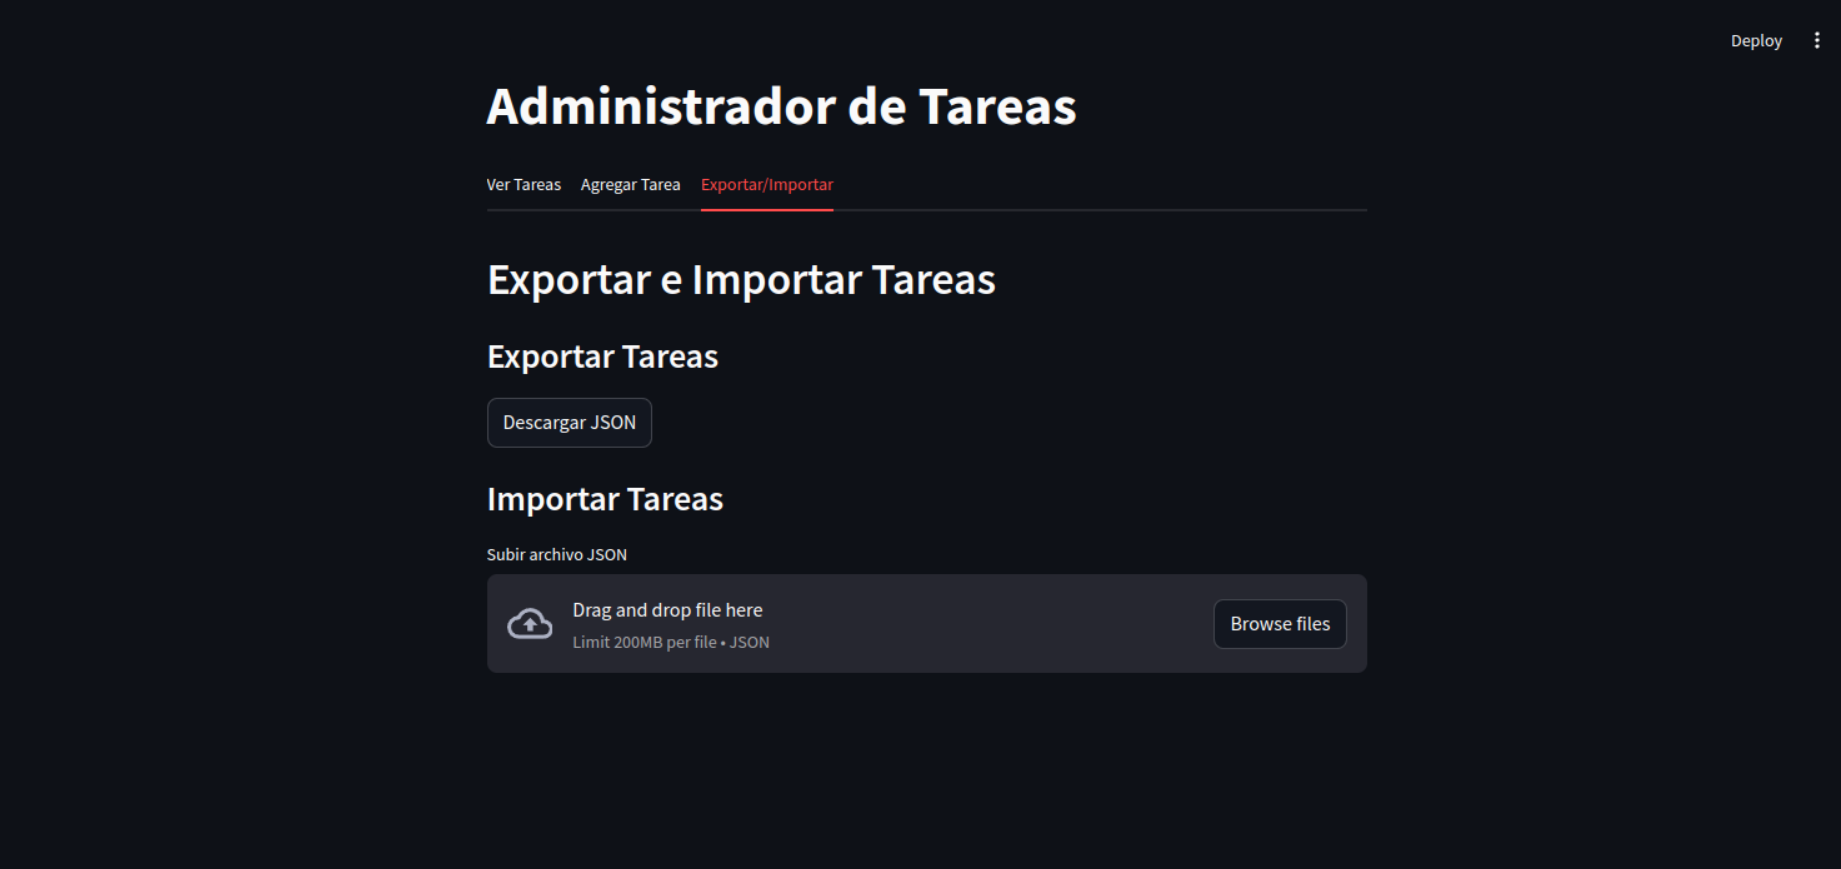 Deploy
Administrador de Tareas
Ver Tareas Agregar Tarea Exportar/Importar
Exportar e Importar Tareas
Exportar Tareas
Descargar JSON
Importar Tareas
Subir archivo JSON
Drag and drop file here
Limit 200MB per file • JSON
Browse files